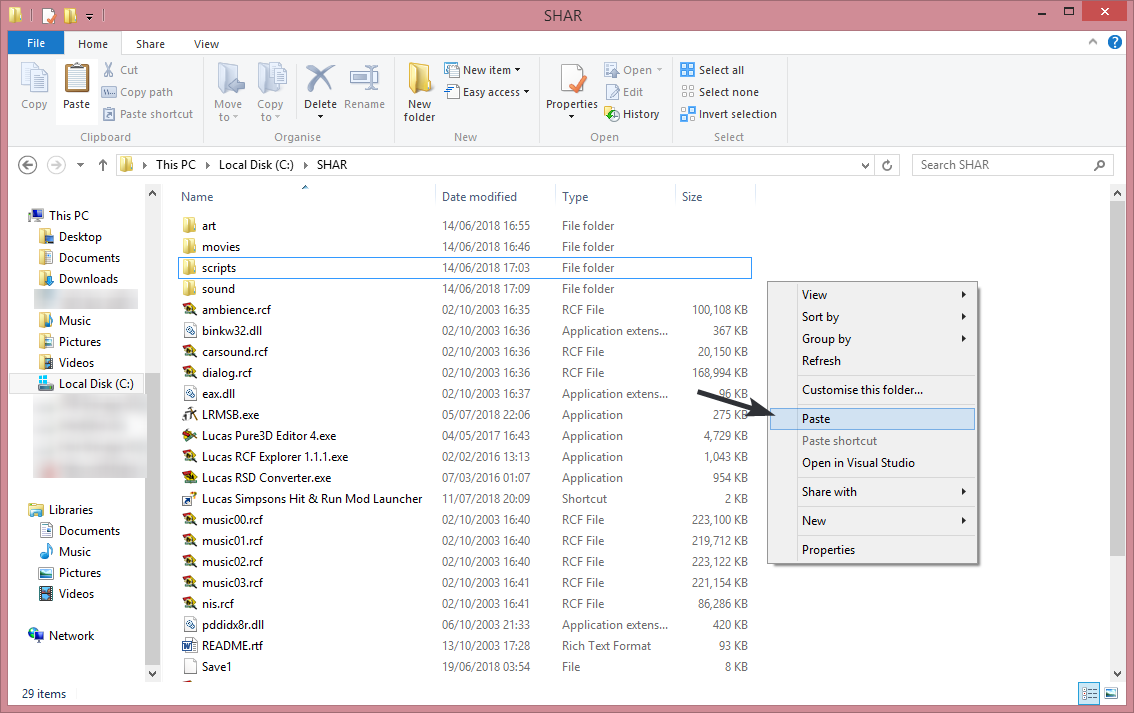 SHAR
File Home Share View
Copy
Paste
Cut
Copy path
Paste shortcut
Clipboard
Move to
Copy to
Delete
Rename
Organise
New folder
New item
Easy access
New
Properties
Open
Edit
History
Open
Select all
Select none
Invert selection
Select
This PC Local Disk (C:) SHAR
Search SHAR
This PC
Desktop
Documents
Downloads
Music
Pictures
Videos
Local Disk (C:)
Libraries
Documents
Music
Pictures
Videos
Network
Name Date modified Type Size
art 14/06/2018 16:55 File folder
movies 14/06/2018 16:46 File folder
scripts 14/06/2018 17:03 File folder
sound 14/06/2018 17:09 File folder
ambience.rcf 02/10/2003 16:35 RCF File 100,108 KB
binkw32.dll 02/10/2003 16:36 Application extens... 367 KB
carsound.rcf 02/10/2003 16:36 RCF File 20,150 KB
dialog.rcf 02/10/2003 16:36 RCF File 168,994 KB
eax.dll 02/10/2003 16:37 Application extens... 96 KB
LRMSB.exe 05/07/2018 22:06 Application 275 KB
Lucas Pure3D Editor 4.exe 04/05/2017 16:43 Application 4,729 KB
Lucas RCF Explorer 1.1.1.exe 02/02/2016 13:13 Application 1,043 KB
Lucas RSD Converter.exe 07/03/2016 01:07 Application 954 KB
Lucas Simpsons Hit & Run Mod Launcher 11/07/2018 20:09 Shortcut 2 KB
music00.rcf 02/10/2003 16:40 RCF File 223,100 KB
music01.rcf 02/10/2003 16:40 RCF File 219,712 KB
music02.rcf 02/10/2003 16:40 RCF File 223,122 KB
music03.rcf 02/10/2003 16:41 RCF File 221,154 KB
nis.rcf 02/10/2003 16:41 RCF File 86,286 KB
pddidx8r.dll 06/10/2003 21:33 Application extens... 420 KB
README.rtf 13/10/2003 17:28 Rich Text Format 93 KB
Save1 19/06/2018 03:54 File 8 KB
View
Sort by
Group by
Refresh
Customise this folder...
Paste
Paste shortcut
Open in Visual Studio
Share with
New
Properties
29 items